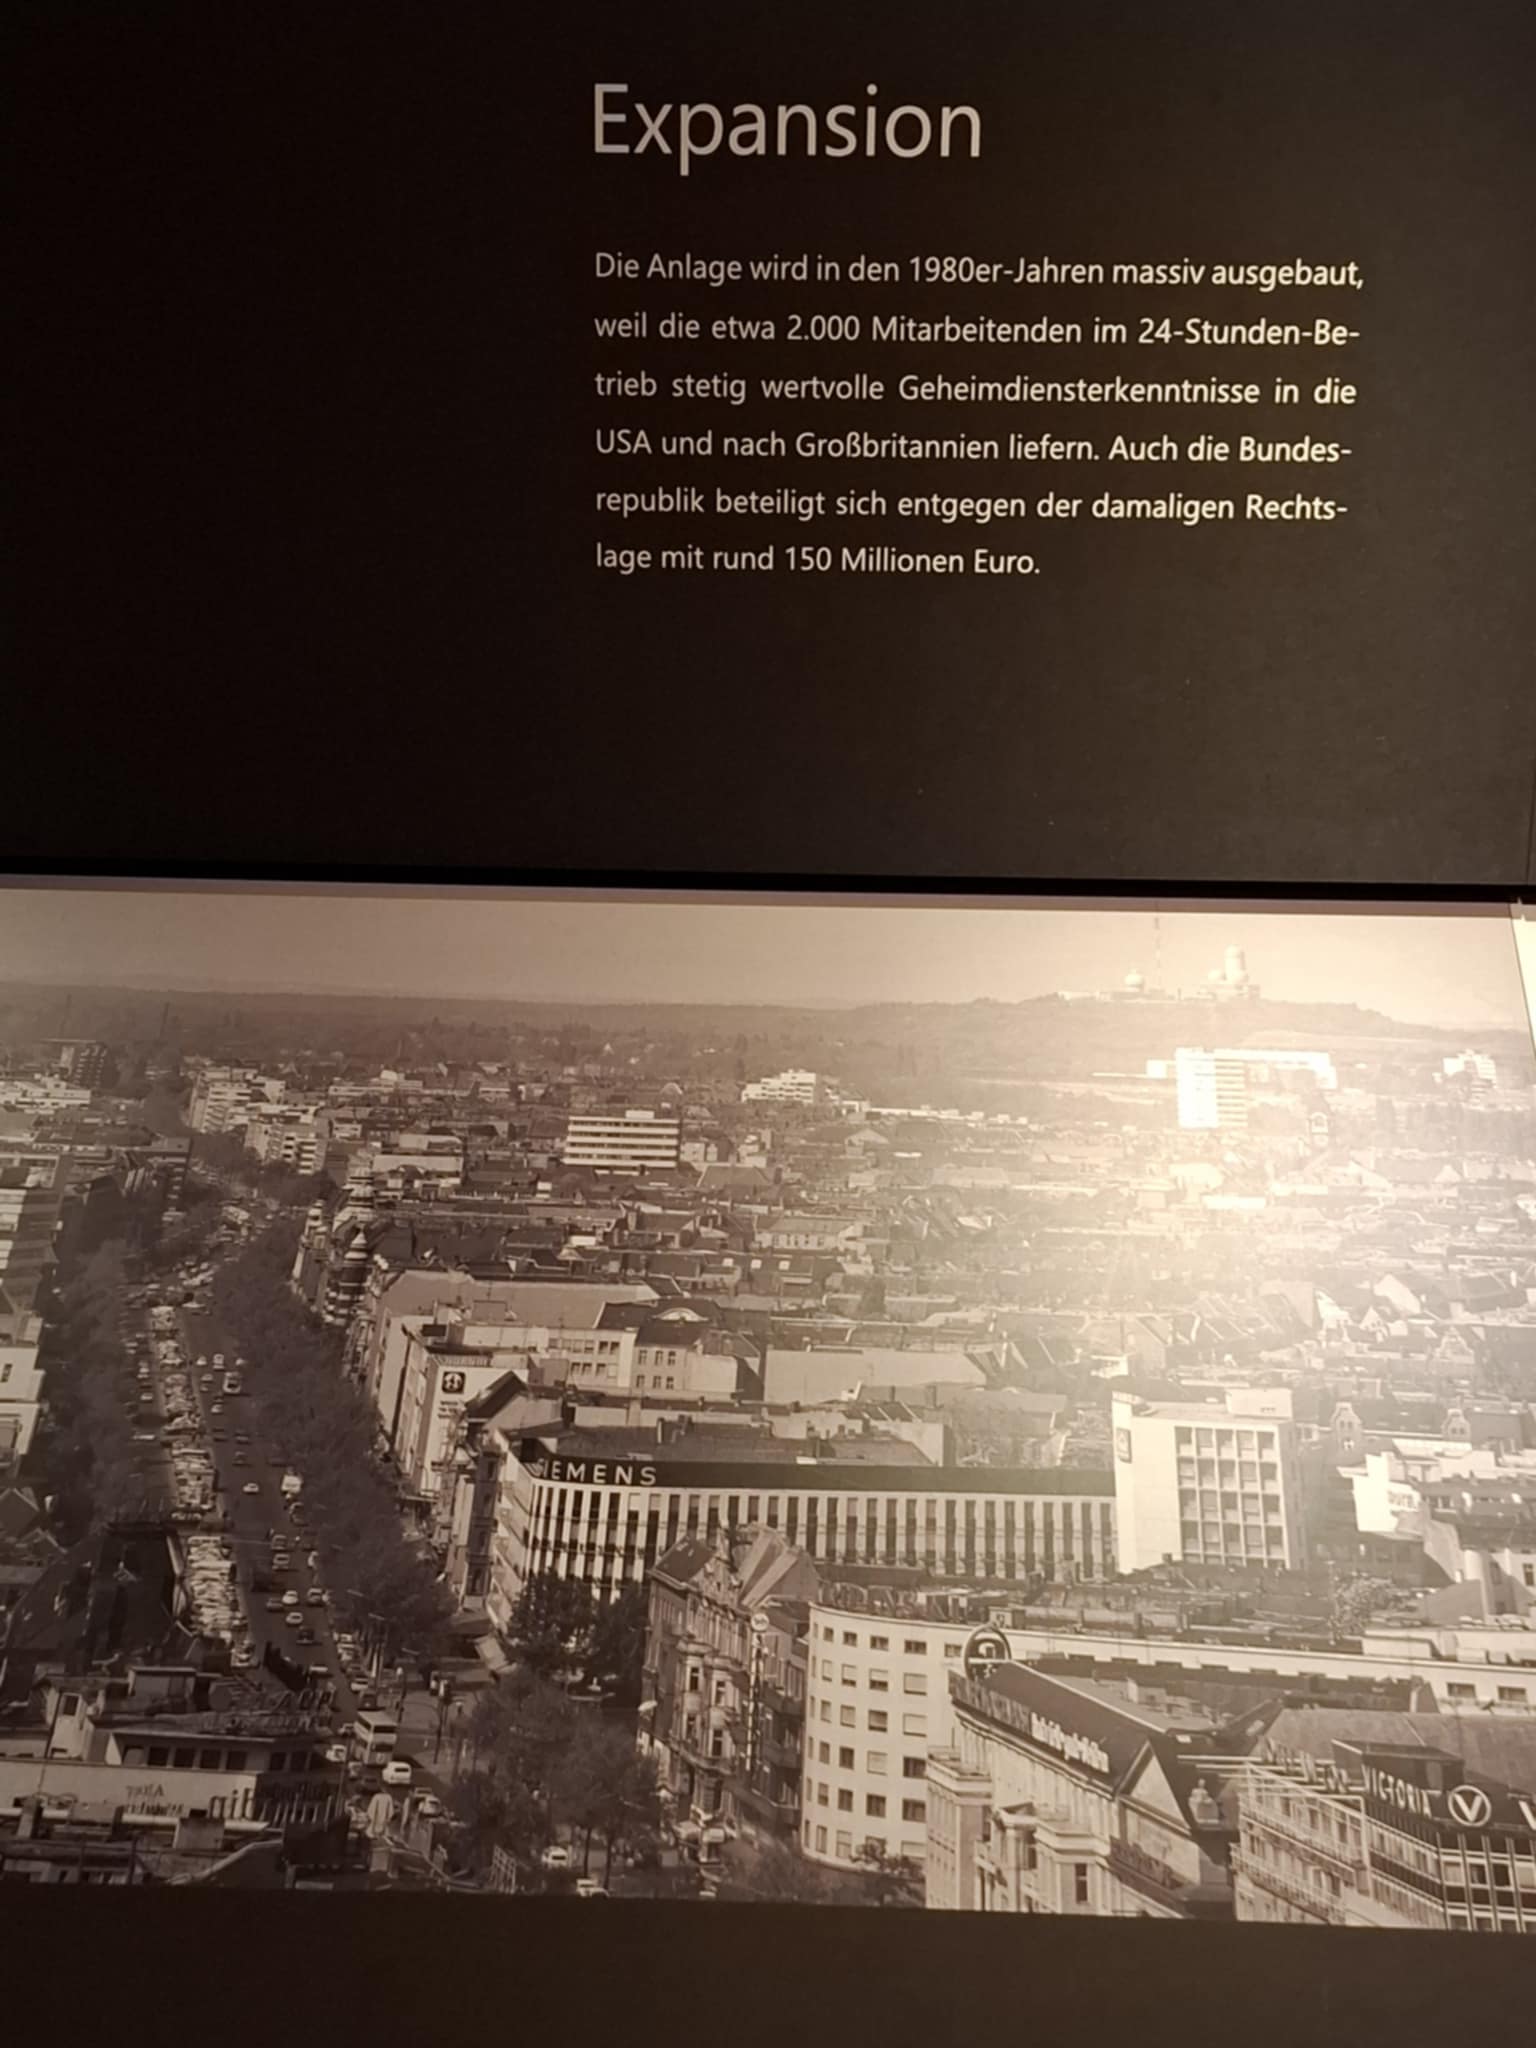 Expansion
Die Anlage wird in den 1980er-Jahren massiv ausgebaut,
weil die etwa 2.000 Mitarbeitenden im 24-Stunden-Be-
trieb stetig wertvolle Geheimdiensterkenntnisse in die
USA und nach Großbritannien liefern. Auch die Bundes-
republik beteiligt sich entgegen der damaligen Rechts-
lage mit rund 150 Millionen Euro.
SIEMENS
VICTORIA V